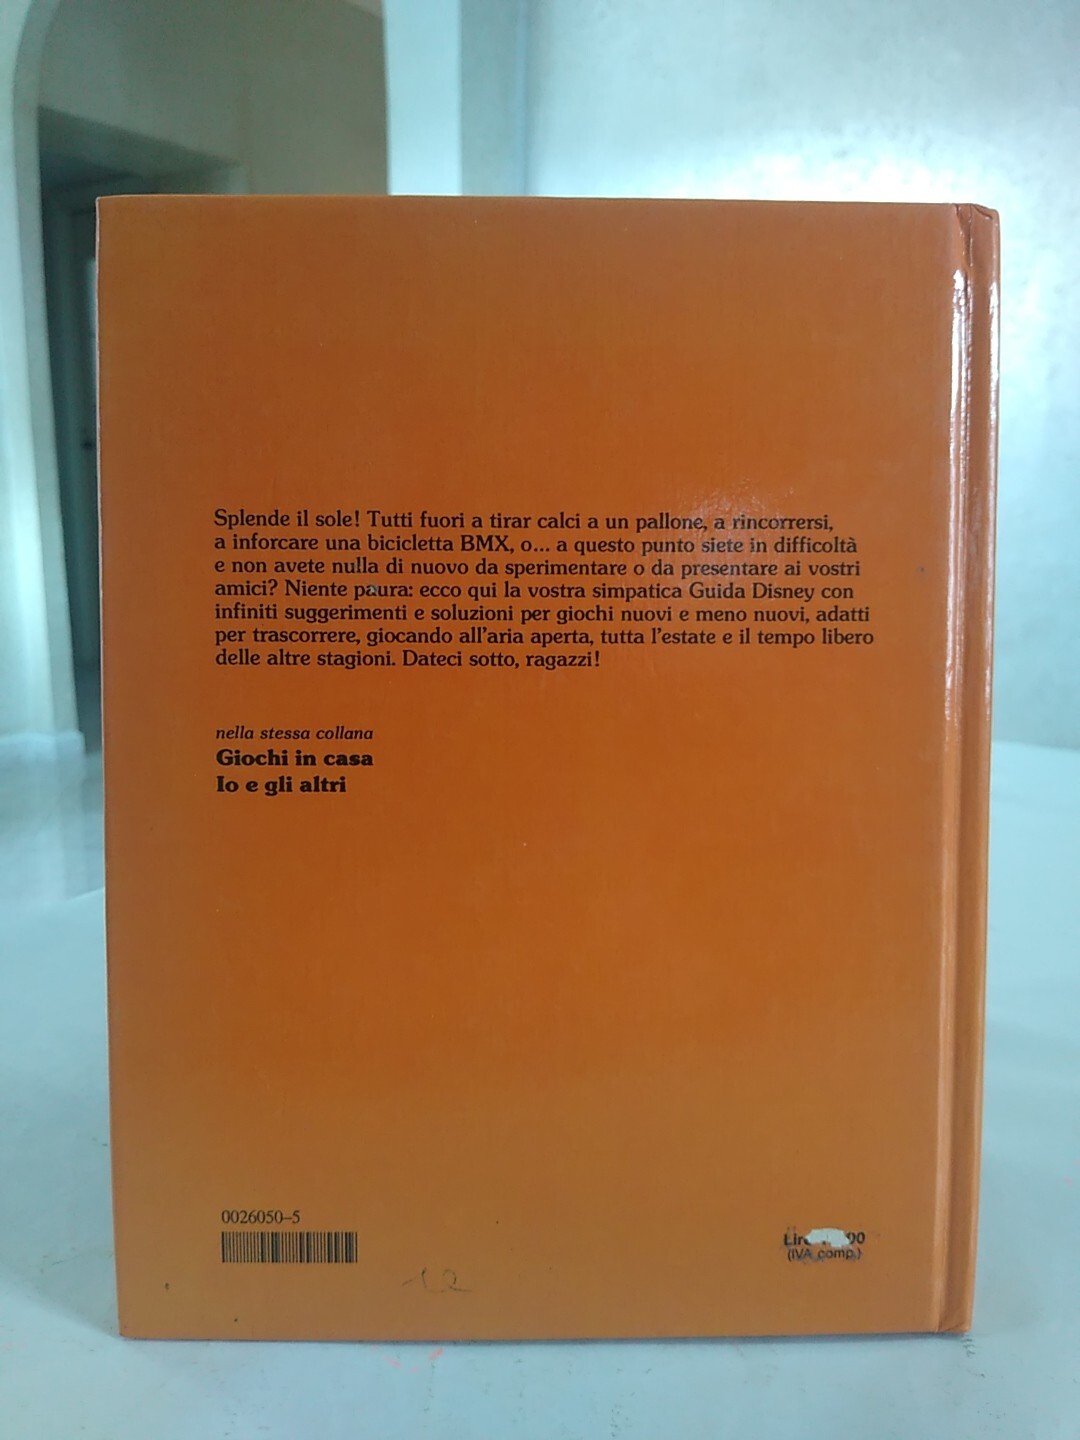 Splende il sole! Tutti fuori a tirar calci a un pallone, a rincorrersi,
a inforcare una bicicletta BMX, o... a questo punto siete in difficoltà
e non avete nulla di nuovo da sperimentare o da presentare ai vostri
amici? Niente paura: ecco qui la vostra simpatica Guida Disney con
infiniti suggerimenti e soluzioni per giochi nuovi e meno nuovi, adatti
per trascorrere, giocando all'aria aperta, tutta l'estate e il tempo libero
delle altre stagioni. Dateci sotto, ragazzi!
nella stessa collana
Giochi in casa
Io e gli altri
0026050-5
(IVA comp.)